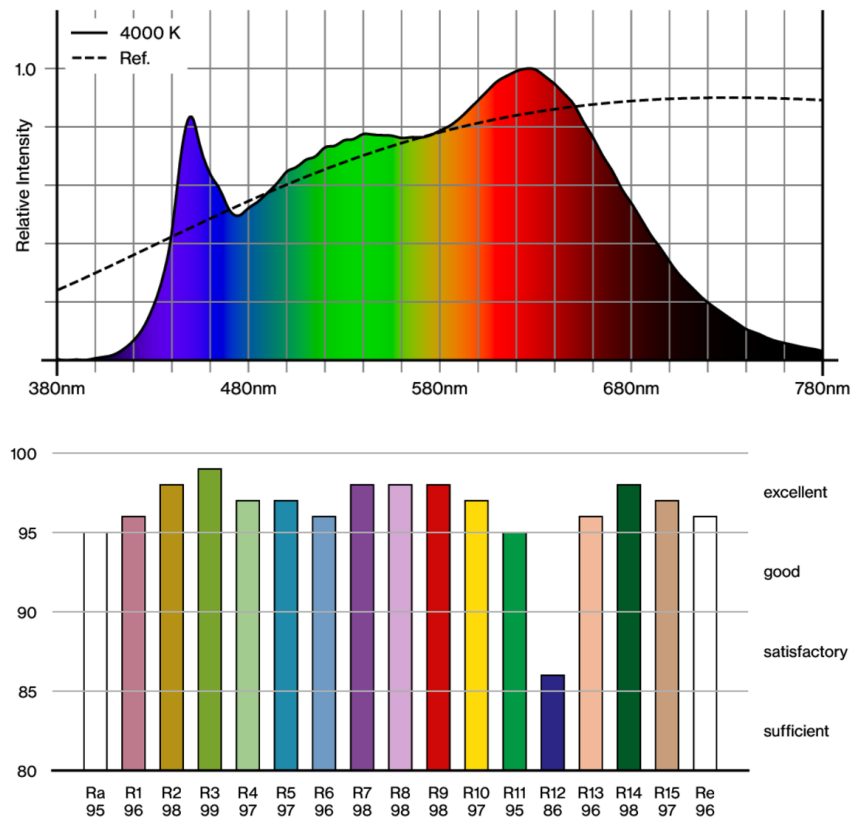 4000 K
Ref.
1.0
Relative Intensity
380nm 480nm 580nm 680nm 780nm
100
excellent
95
good
90
satisfactory
85
sufficient
80
Ra R1 R2 R3 R4 R5 R6 R7 R8 R9 R10 R11 R12 R13 R14 R15 Re
95 96 98 99 97 97 96 98 98 98 97 95 86 96 98 97 96